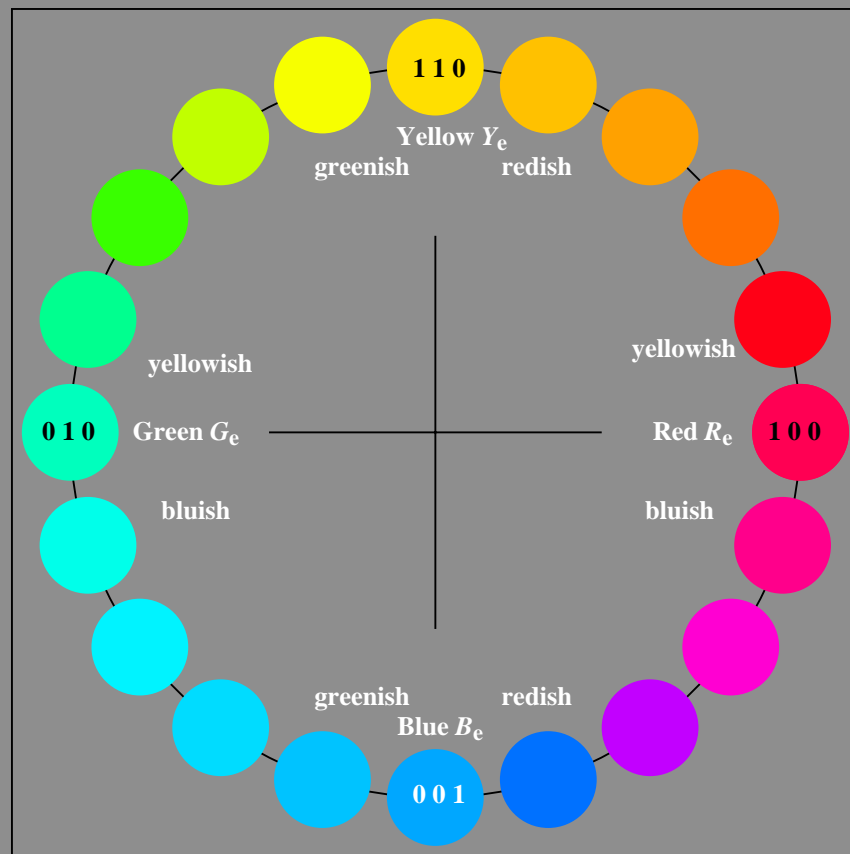 1 1 0
Yellow Yₑ
greenish redish
yellowish
yellowish
0 1 0 Green Gₑ Red Rₑ 1 0 0
bluish bluish
greenish redish
Blue Bₑ
0 0 1